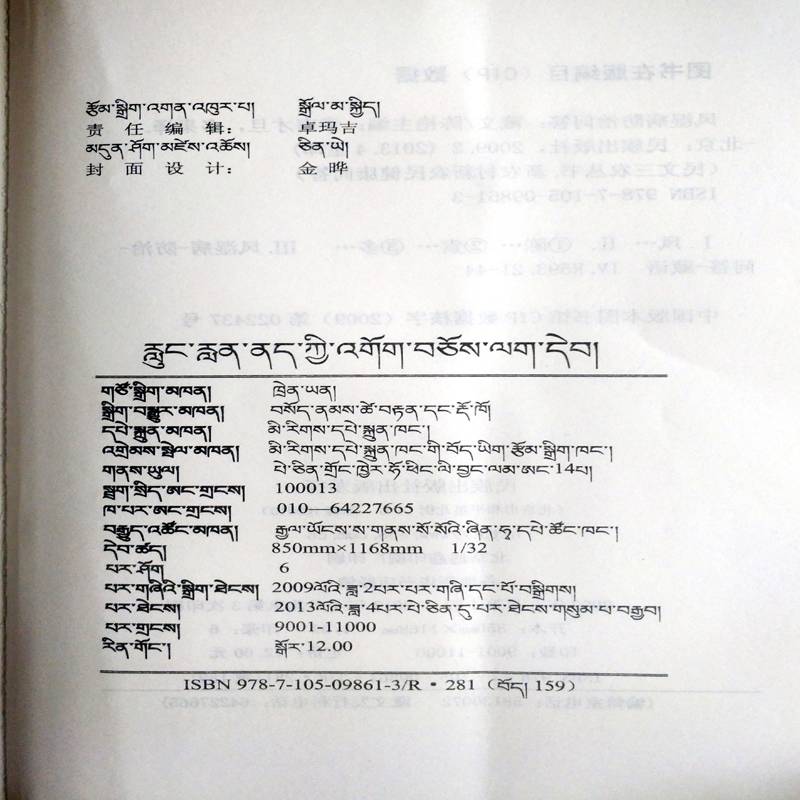 རྩོམ་སྒྲིག་འགན་འཁུར་པ། སྒྲོལ་མ་སྐྱིད།
责 任 编 辑： 卓玛吉
མདུན་ཤོག་མཛེས་འཆོས། ཅིན་ཡེ།
封 面 设 计： 金 晔
རླུང་རླན་ནད་ཀྱི་འགོག་བཅོས་ལག་དེབ།
གཙོ་སྒྲིག་མཁན། ཁྲེན་ཡན།
སྒྲིག་བསྒྱུར་མཁན། བསོད་ནམས་ཚེ་བརྟན་དང་རྡོ་ཁོ།
དཔེ་སྐྲུན་མཁན། མི་རིགས་དཔེ་སྐྲུན་ཁང་།
འགྲེམས་སྤེལ་མཁན། མི་རིགས་དཔེ་སྐྲུན་ཁང་གི་བོད་ཡིག་རྩོམ་སྒྲིག་ཁང་།
གནས་ཡུལ། པེ་ཅིན་གྲོང་ཁྱེར་ཧོ་ཕིང་ལི་བྱང་ལམ་ཨང་14པ།
སྦྲག་སྲིད་ཨང་གྲངས། 100013
ཁ་པར་ཨང་གྲངས། 010—64227665
བརྒྱུད་འཚོང་མཁན། རྒྱལ་ཡོངས་ས་གནས་སོ་སོའི་ཞིན་ཧྭ་དཔེ་ཚོང་ཁང་།
དེབ་ཚད། 850mm×1168mm 1/32
པར་ཤོག 6
པར་གཞིའི་སྒྲིག་ཐེངས། 2009ལོའི་ཟླ་2པར་པར་གཞི་དང་པོ་བསྒྲིགས།
པར་ཐེངས། 2013ལོའི་ཟླ་4པར་པེ་ཅིན་དུ་པར་ཐེངས་གསུམ་པ་བརྒྱབ།
པར་གྲངས། 9001-11000
རིན་གོང་། སྒོར་12.00
ISBN 978-7-105-09861-3/R·281（བོད། 159）